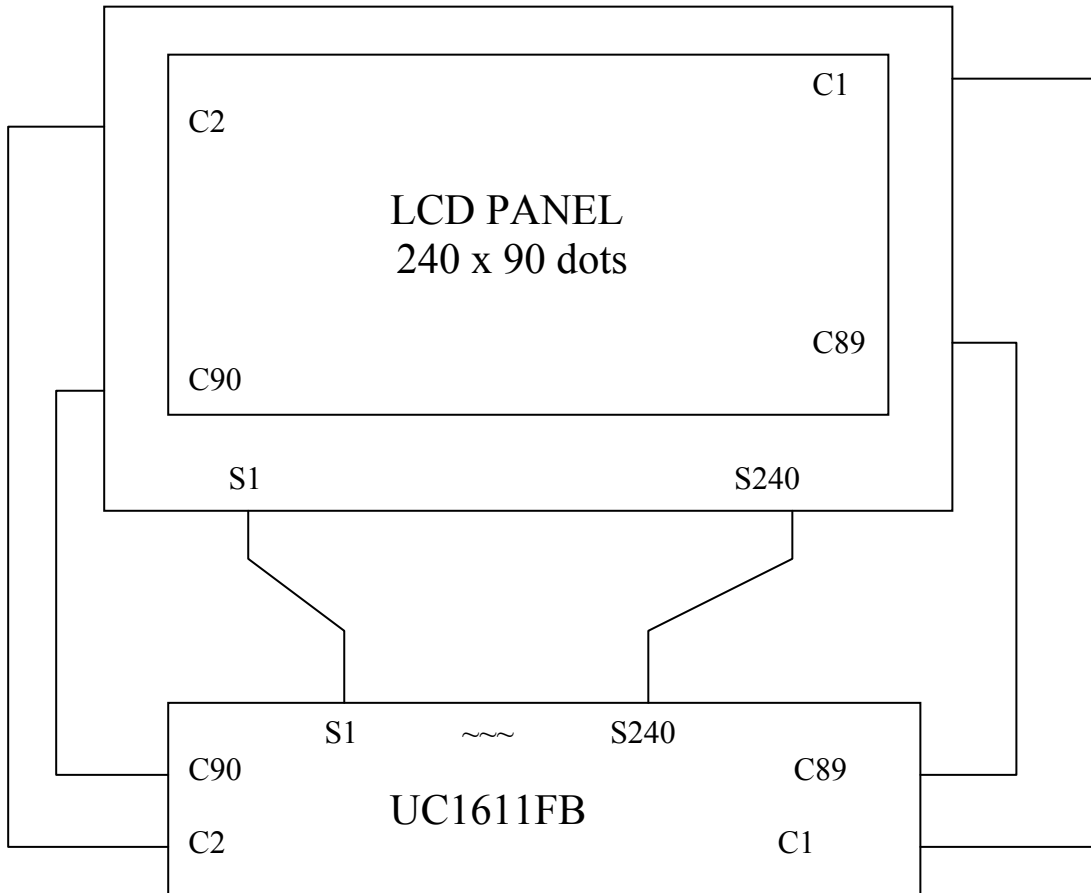 C1
C2
LCD PANEL
240 x 90 dots
C89
C90
S1 S240
S1 ~~~ S240
C90 C89
UC1611FB
C2 C1